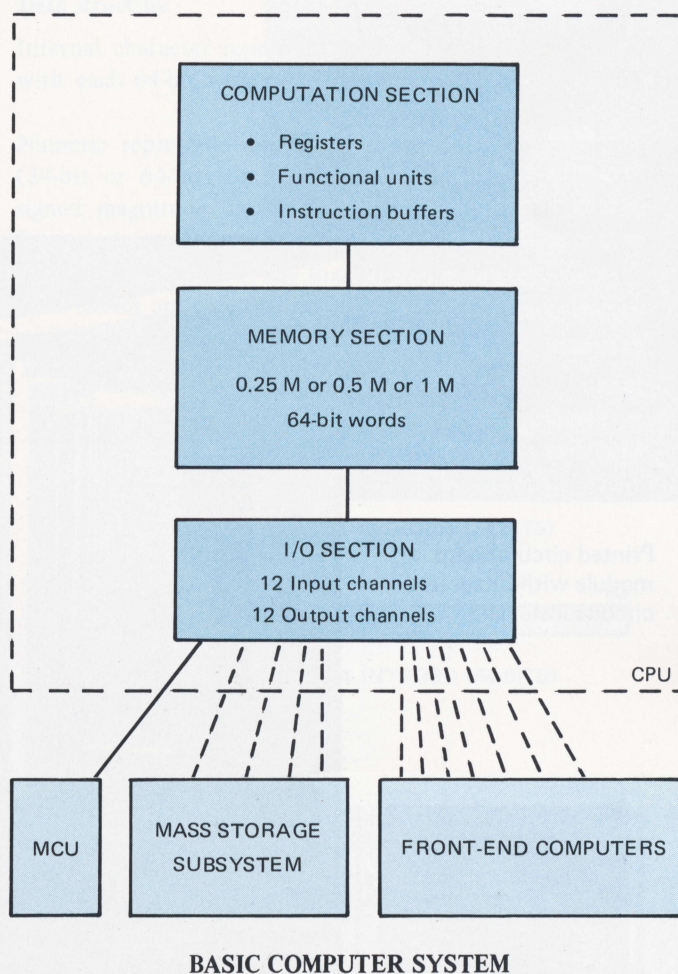 COMPUTATION SECTION
• Registers
• Functional units
• Instruction buffers
MEMORY SECTION
0.25 M or 0.5 M or 1 M
64-bit words
I/O SECTION
12 Input channels
12 Output channels
CPU
MCU
MASS STORAGE
SUBSYSTEM
FRONT-END COMPUTERS
BASIC COMPUTER SYSTEM